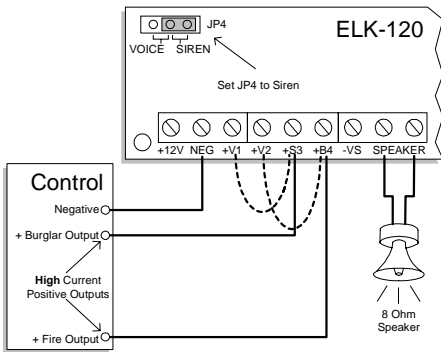 JP4
ELK-120
VOICE SIREN
Set JP4 to Siren
+12V NEG +V1 +V2 +S3 +B4 -VS SPEAKER
Control
Negative
+ Burglar Output
High Current
Positive Outputs
+ Fire Output
8 Ohm
Speaker